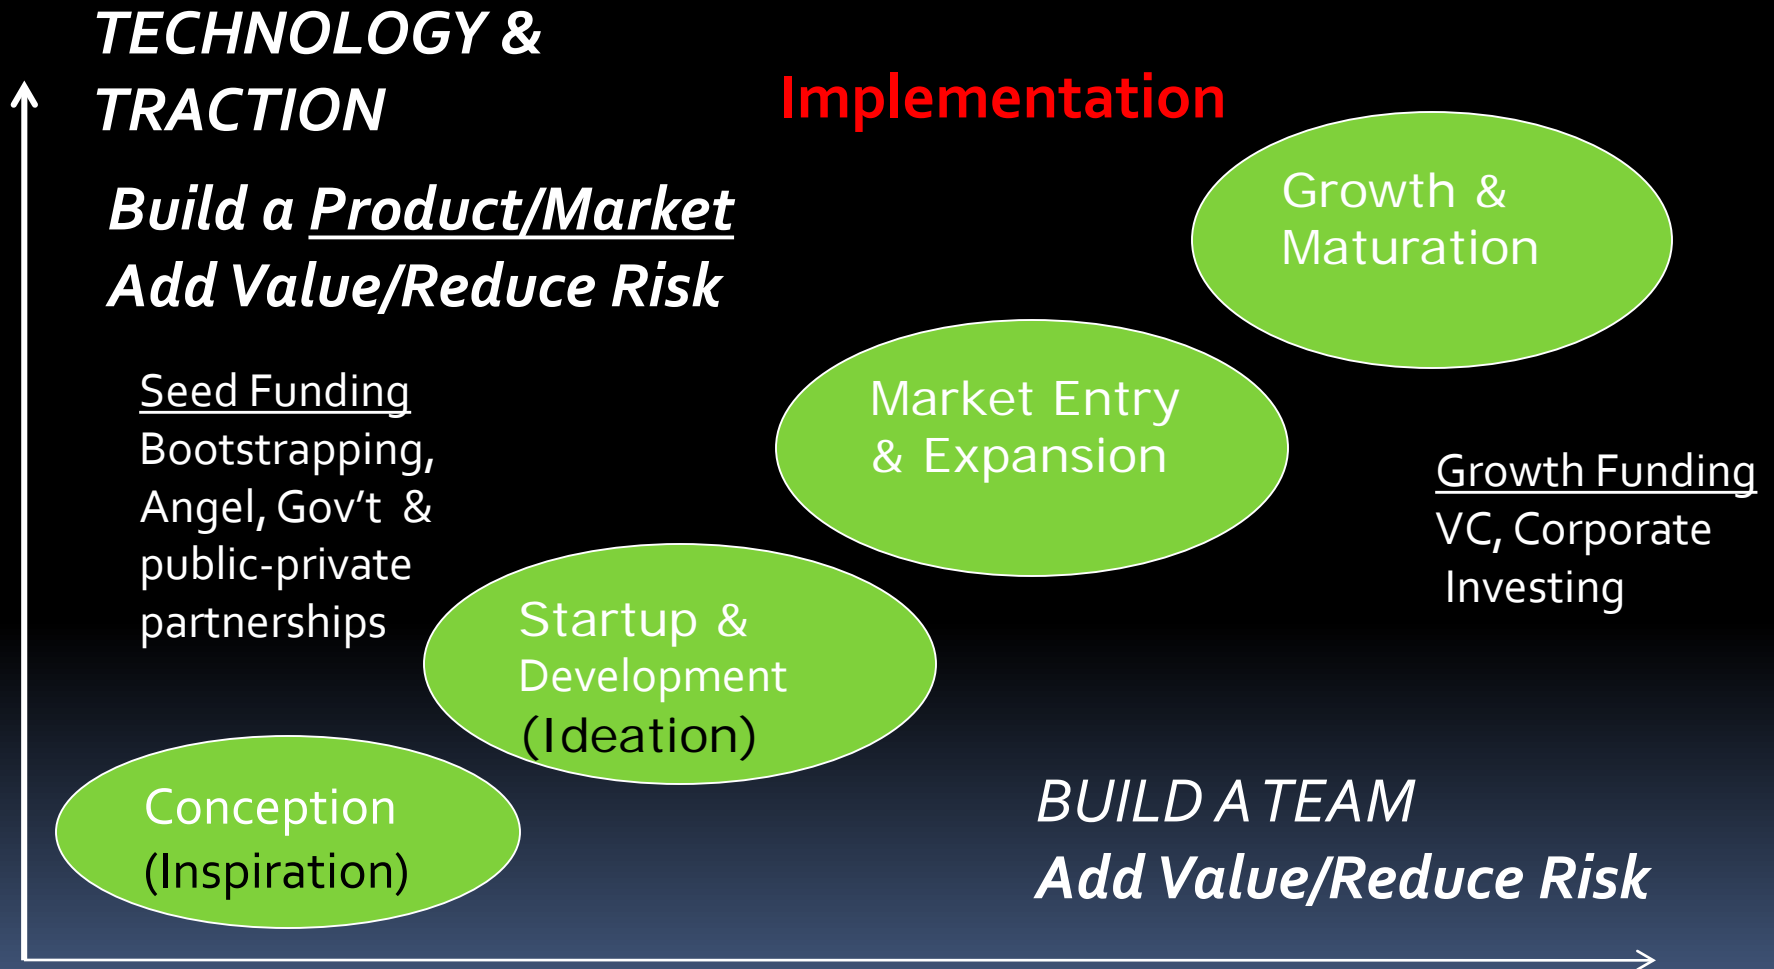 TECHNOLOGY &
TRACTION
Implementation
Build a Product/Market
Add Value/Reduce Risk
Growth &
Maturation
Seed Funding
Bootstrapping,
Angel, Gov’t &
public-private
partnerships
Market Entry
& Expansion
Growth Funding
VC, Corporate
Investing
Startup &
Development
(Ideation)
Conception
(Inspiration)
BUILD A TEAM
Add Value/Reduce Risk